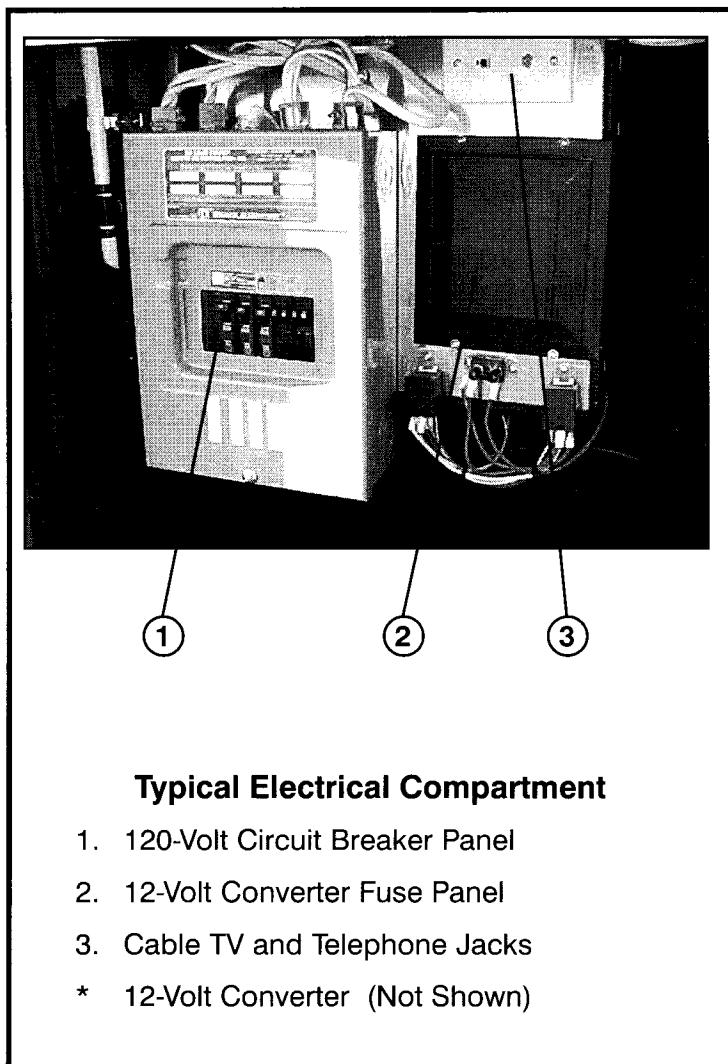 1
2
3
Typical Electrical Compartment
1. 120-Volt Circuit Breaker Panel
2. 12-Volt Converter Fuse Panel
3. Cable TV and Telephone Jacks
* 12-Volt Converter (Not Shown)